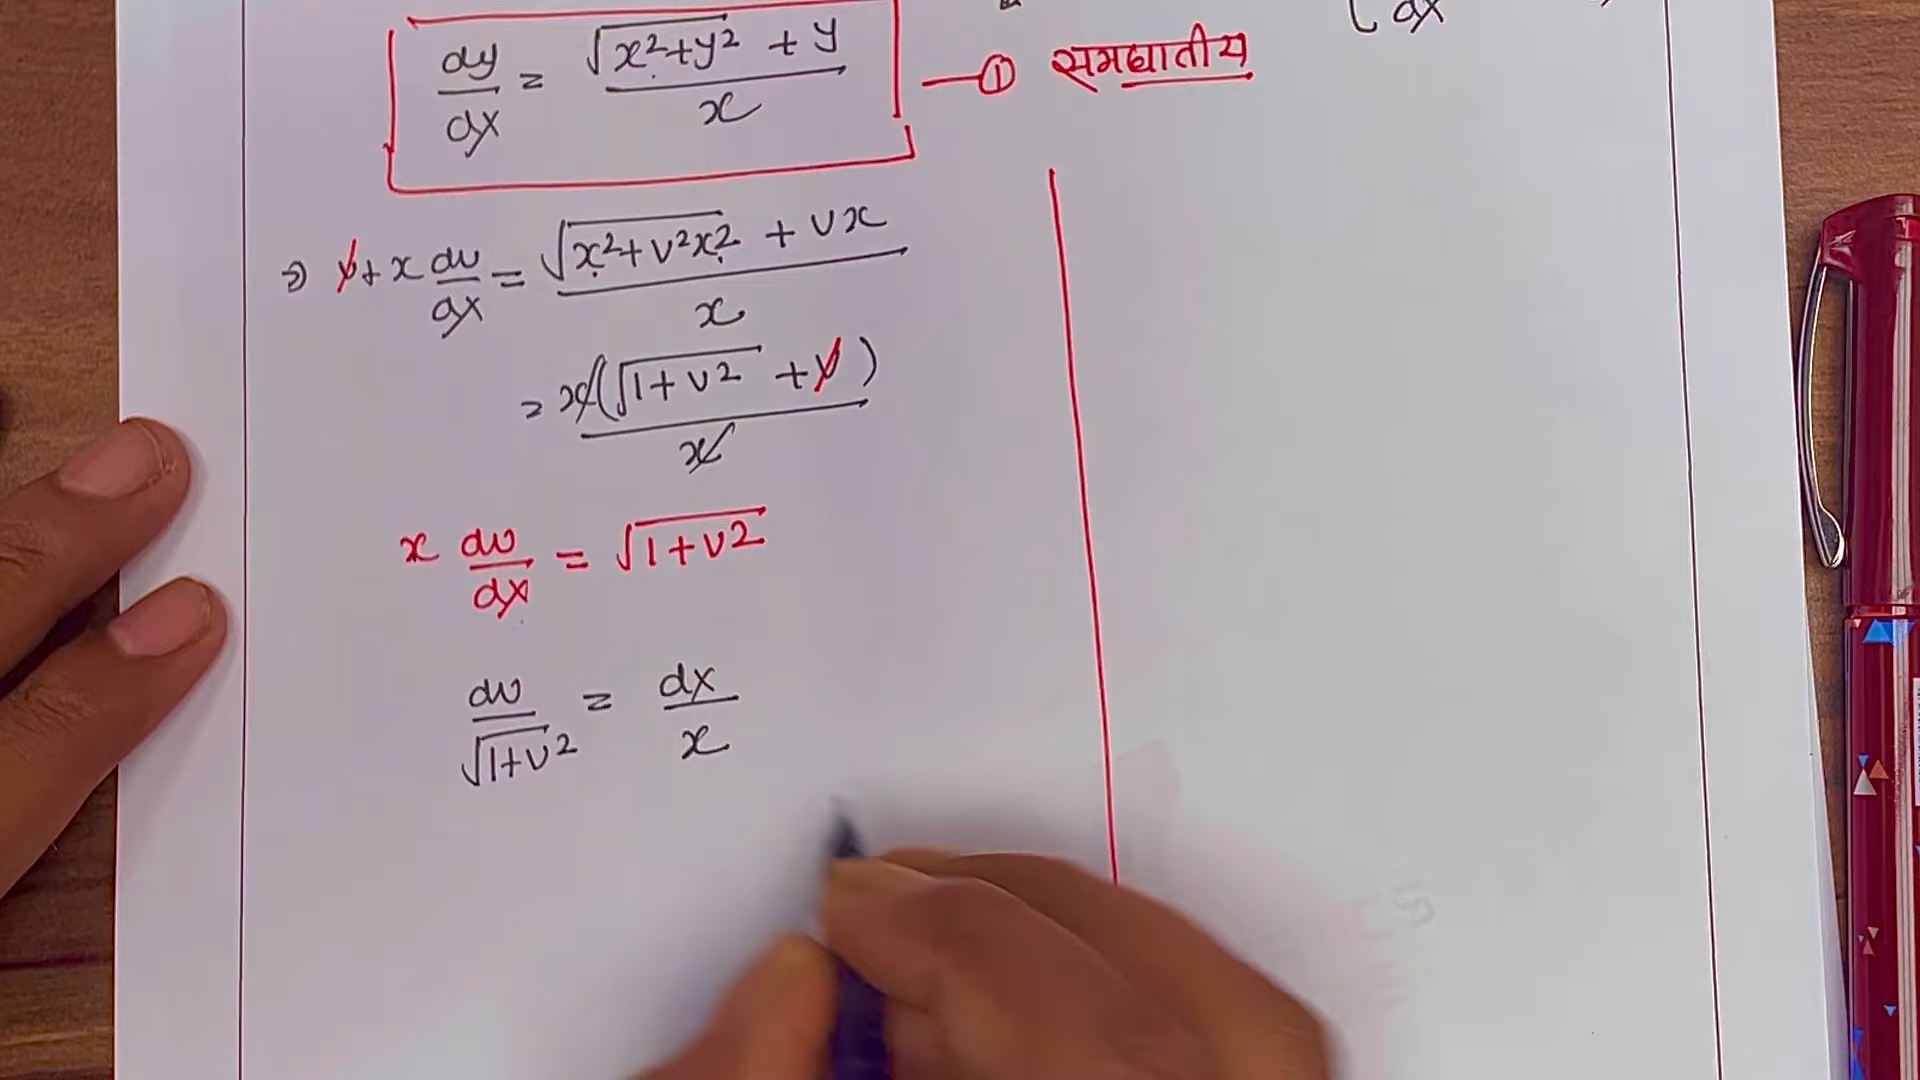 dx
dy/dx = (√(x²+y²) + y)/x —① समघातीय
⇒ v + x dv/dx = (√(x²+v²x²) + vx)/x
= x(√(1+v²) + v)/x
x dv/dx = √(1+v²)
dv/√(1+v²) = dx/x